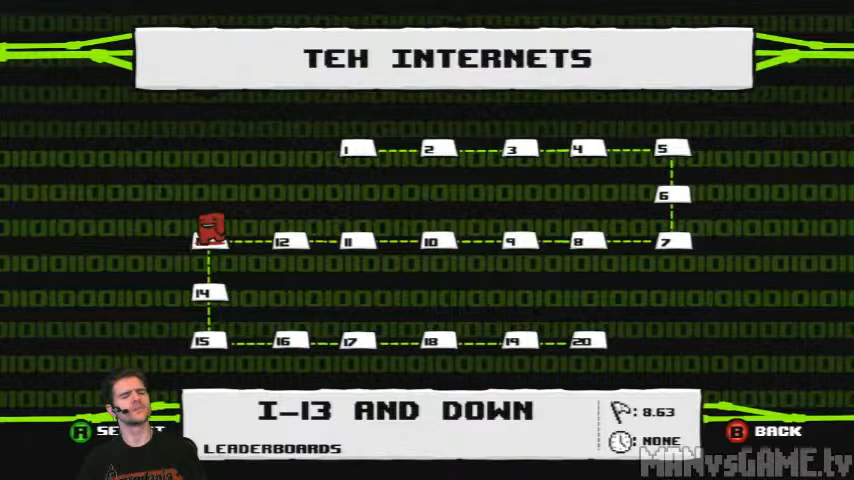 TEH INTERNETS
1 2 3 4 5
6
12 11 10 9 8 7
14
15 16 17 18 19 20
I-13 AND DOWN
: 8.63
A
B BACK
LEADERBOARDS
: NONE
MANvsGAME.tv